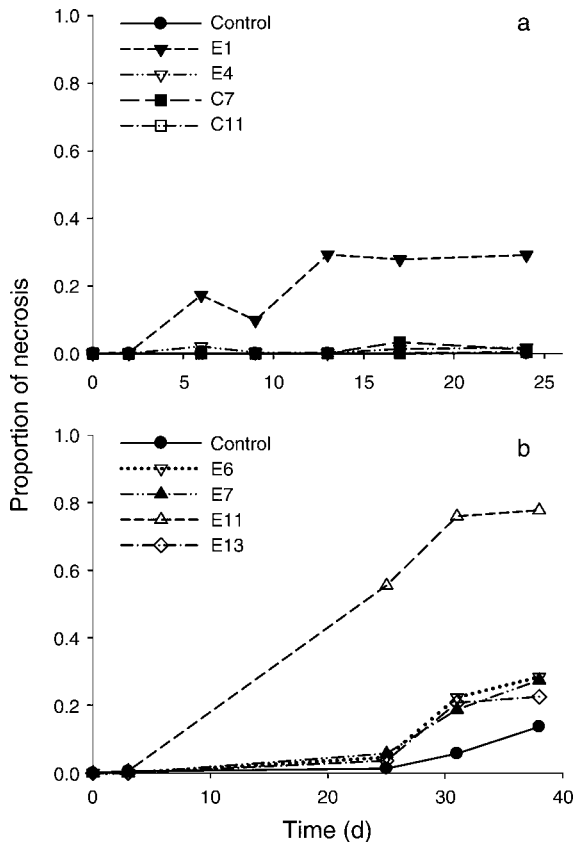 Proportion of necrosis
a
Control
E1
E4
C7
C11
1.0
0.8
0.6
0.4
0.2
0.0
0 5 10 15 20 25
b
Control
E6
E7
E11
E13
1.0
0.8
0.6
0.4
0.2
0.0
0 10 20 30 40
Time (d)